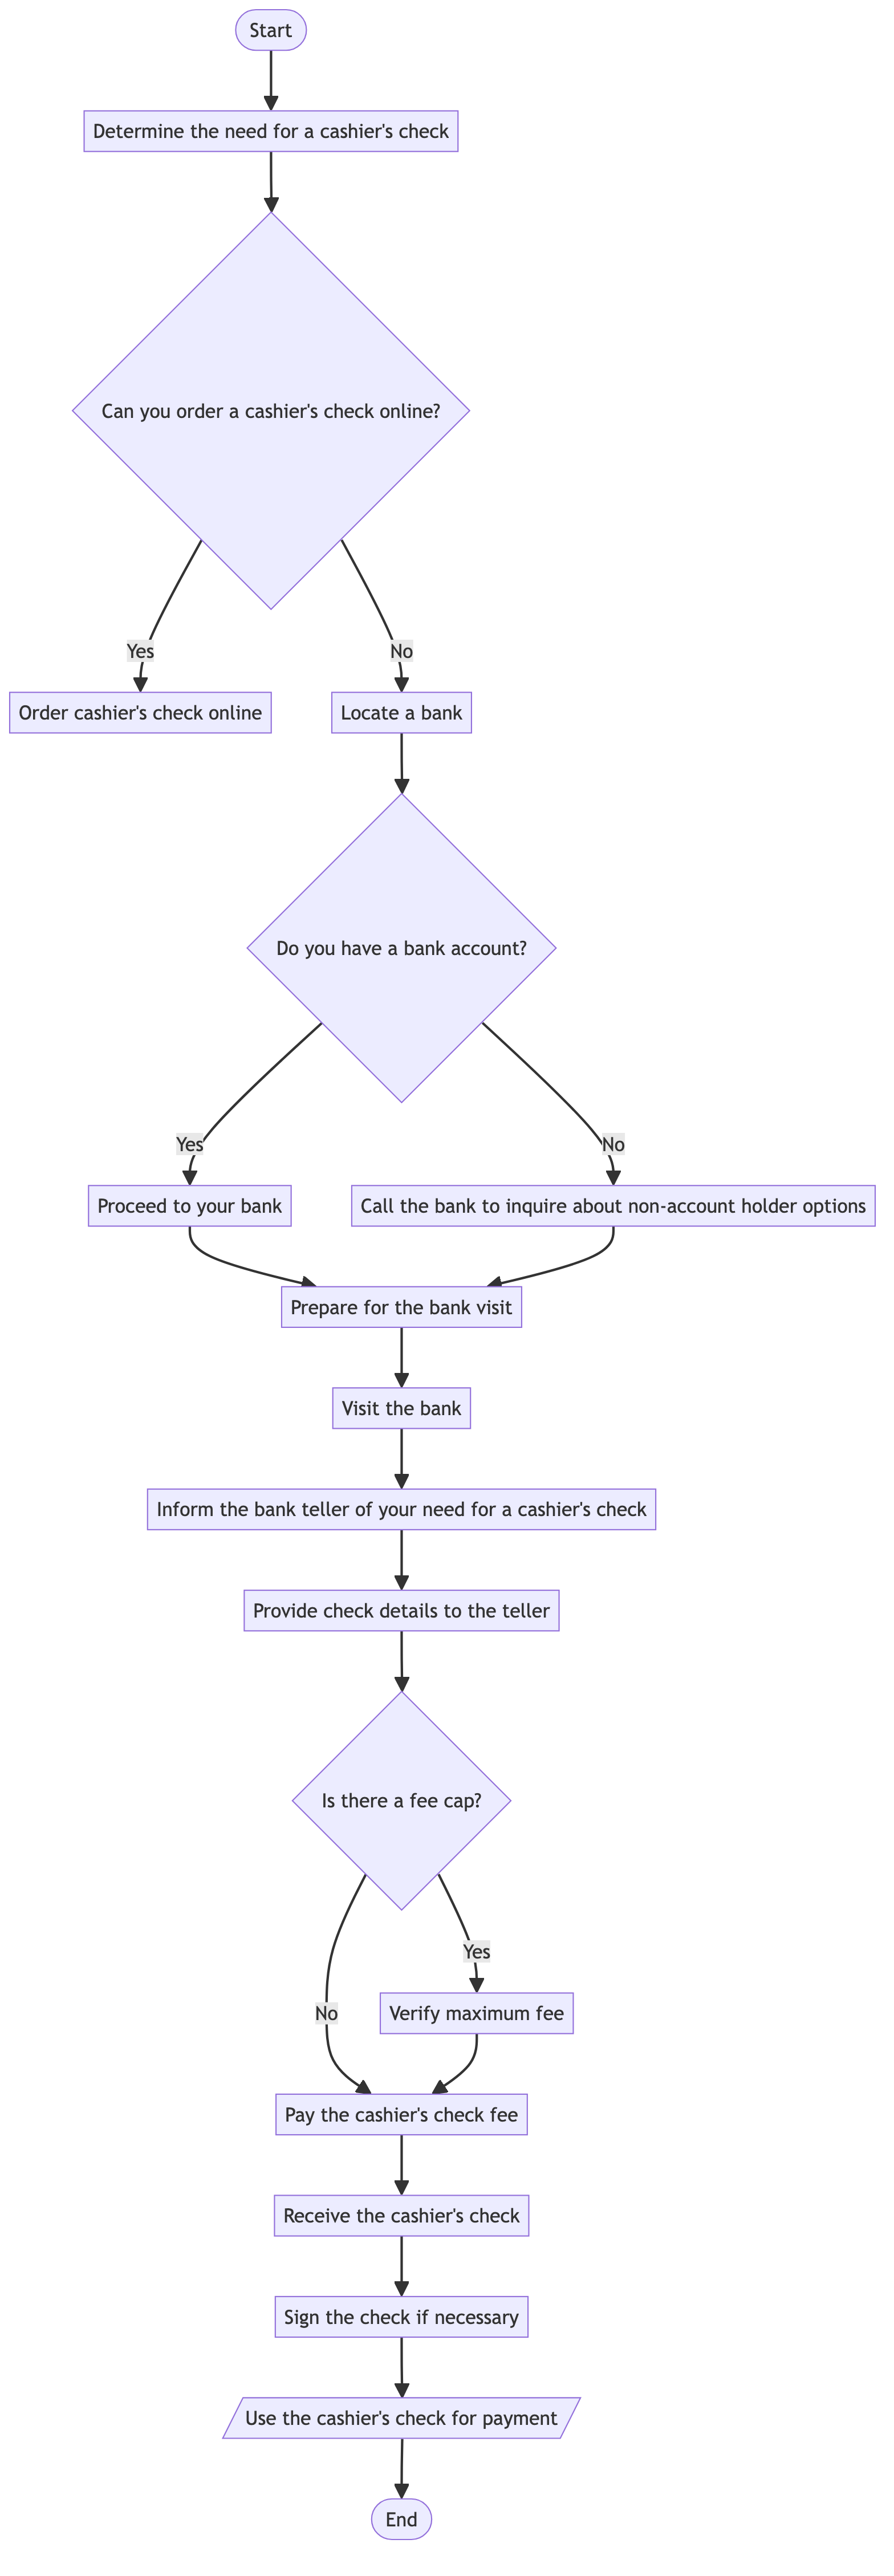 Start
Determine the need for a cashier's check
Can you order a cashier's check online?
Yes
No
Order cashier's check online
Locate a bank
Do you have a bank account?
Yes
No
Proceed to your bank
Call the bank to inquire about non-account holder options
Prepare for the bank visit
Visit the bank
Inform the bank teller of your need for a cashier's check
Provide check details to the teller
Is there a fee cap?
Yes
No
Verify maximum fee
Pay the cashier's check fee
Receive the cashier's check
Sign the check if necessary
Use the cashier's check for payment
End